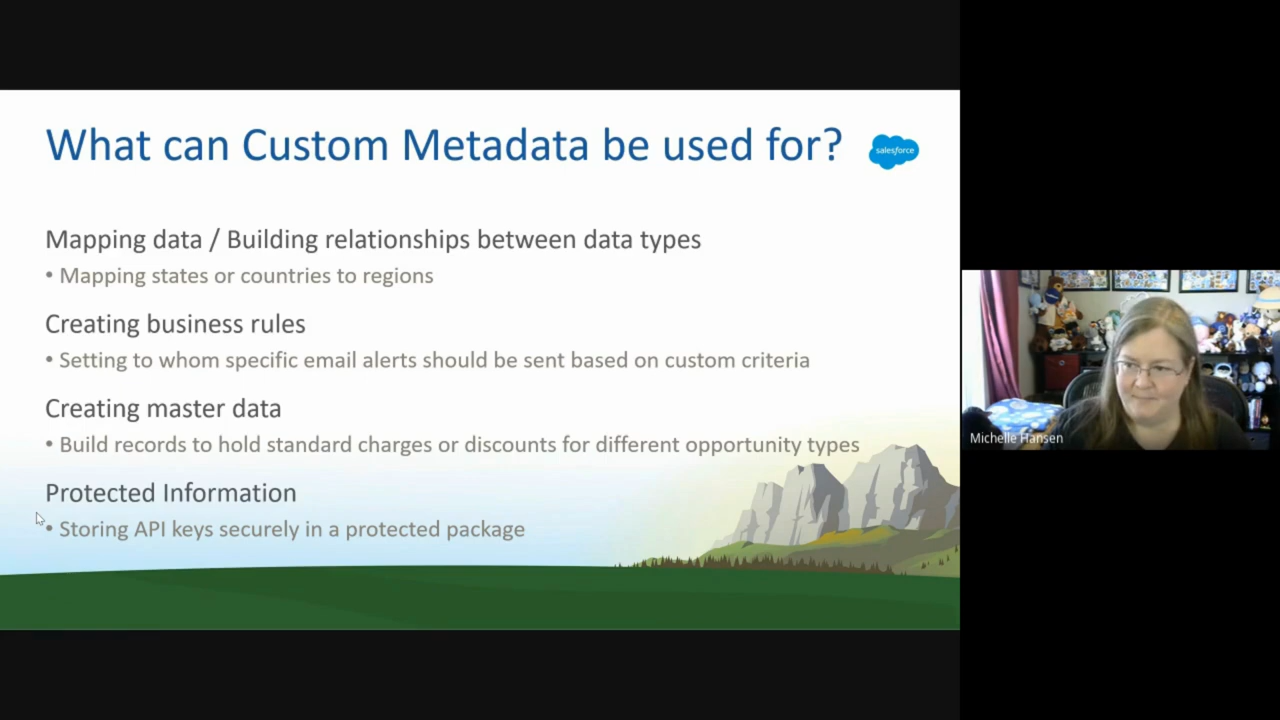 What can Custom Metadata be used for?
salesforce
Mapping data / Building relationships between data types
• Mapping states or countries to regions
Creating business rules
• Setting to whom specific email alerts should be sent based on custom criteria
Creating master data
• Build records to hold standard charges or discounts for different opportunity types
Protected Information
• Storing API keys securely in a protected package
Michelle Hansen